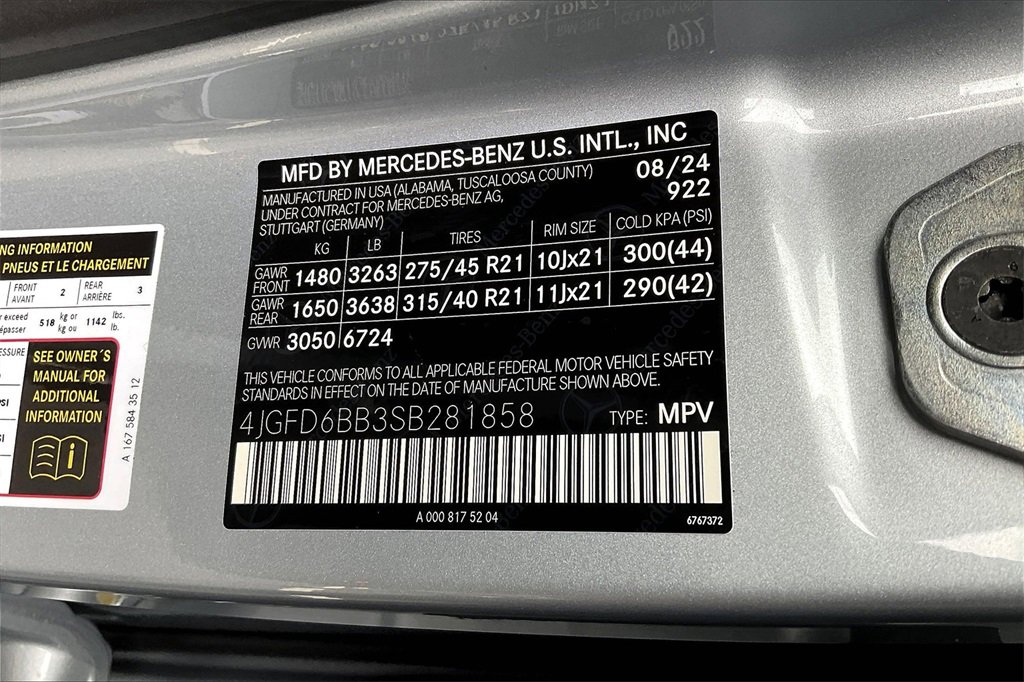 MFD BY MERCEDES-BENZ U.S. INTL., INC
MANUFACTURED IN USA (ALABAMA, TUSCALOOSA COUNTY)
UNDER CONTRACT FOR MERCEDES-BENZ AG,
STUTTGART (GERMANY)
08/24
922
KG LB TIRES RIM SIZE COLD KPA (PSI)
GAWR FRONT 1480 3263 275/45 R21 10Jx21 300(44)
GAWR REAR 1650 3638 315/40 R21 11Jx21 290(42)
GVWR 3050 6724
THIS VEHICLE CONFORMS TO ALL APPLICABLE FEDERAL MOTOR VEHICLE SAFETY
STANDARDS IN EFFECT ON THE DATE OF MANUFACTURE SHOWN ABOVE.
4JGFD6BB3SB281858 TYPE: MPV
A 000 817 52 04
6767372
ING INFORMATION
PNEUS ET LE CHARGEMENT
FRONT AVANT 2 REAR ARRIÈRE 3
exceed 518 kg or kg ou 1142 lbs. lb.
SEE OWNER´S
MANUAL FOR
ADDITIONAL
INFORMATION
A 167 584 35 12